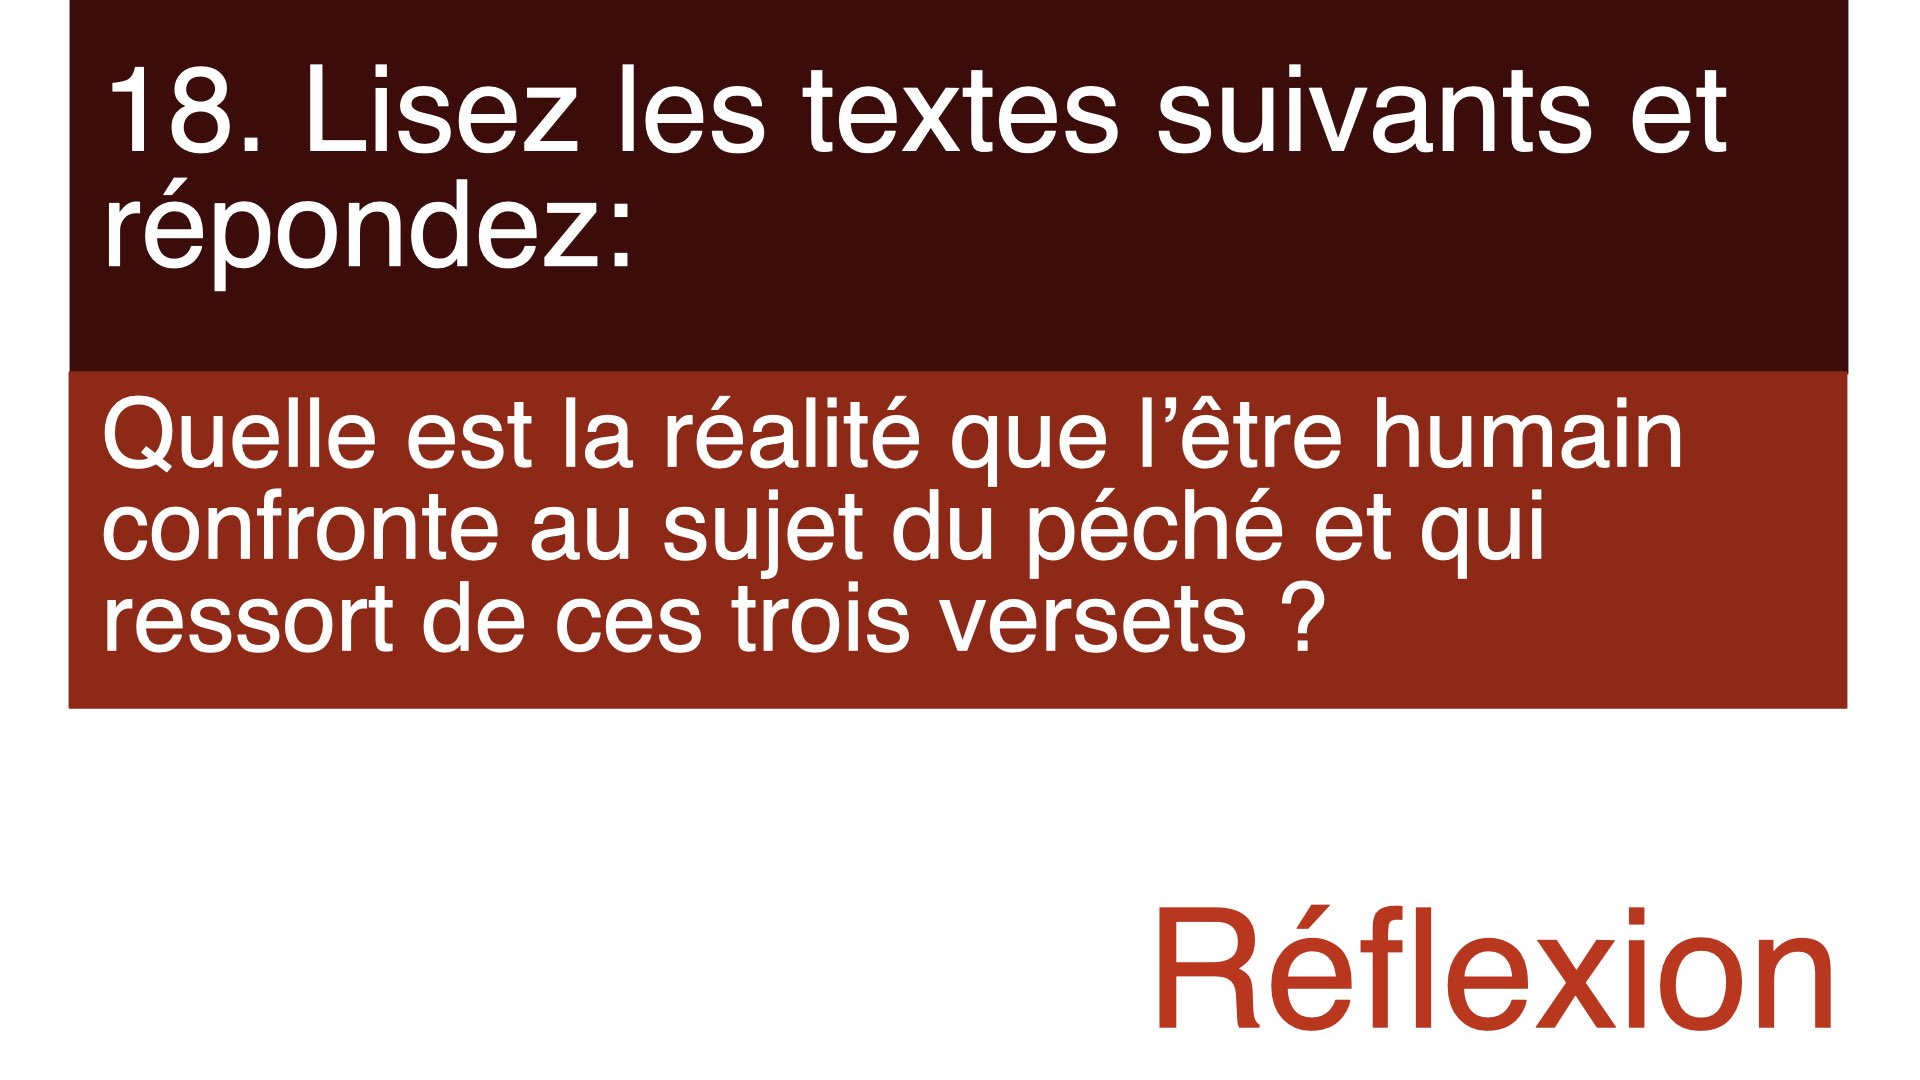 18. Lisez les textes suivants et
répondez:
Quelle est la réalité que l’être humain
confronte au sujet du péché et qui
ressort de ces trois versets ?
Réflexion